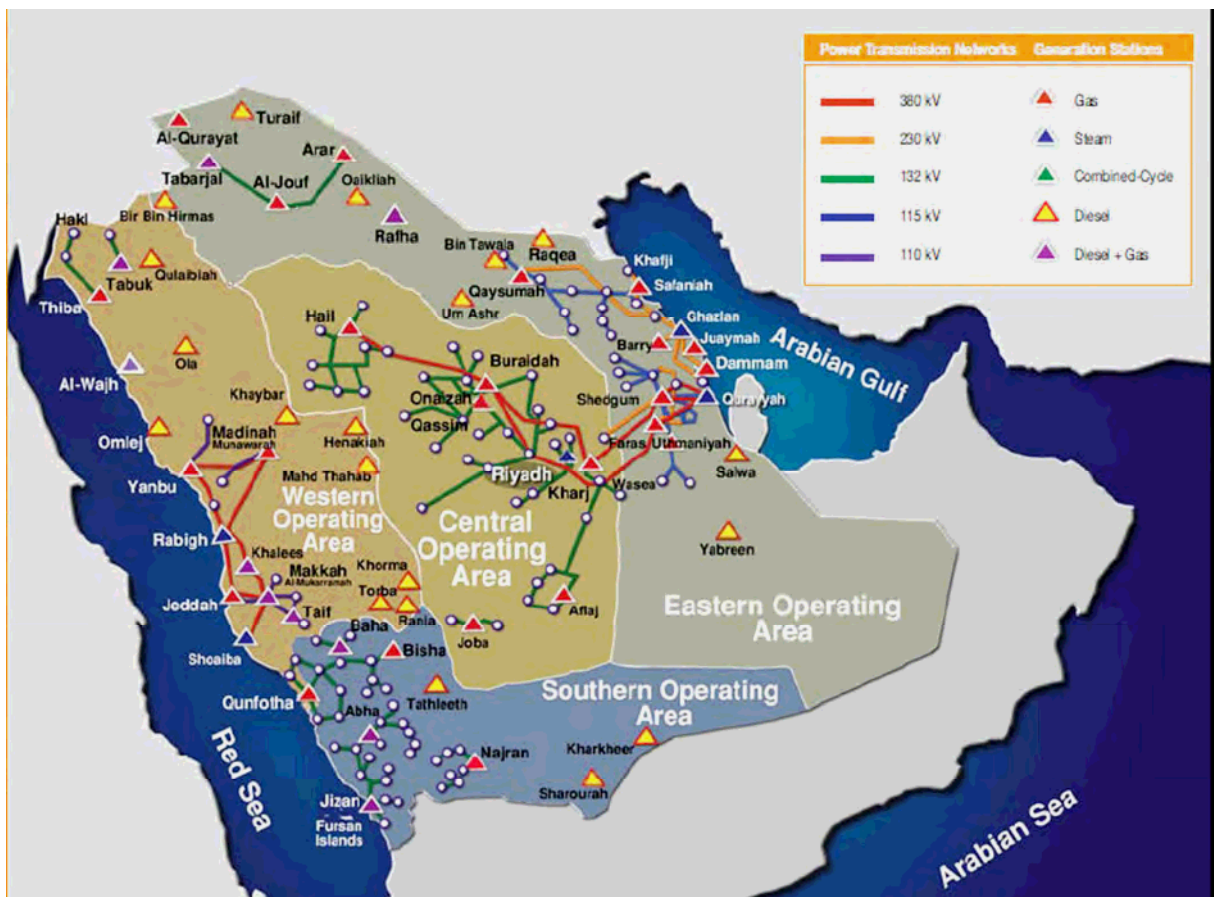 Power Transmission Networks
Generation Stations
380 kV
Gas
230 kV
Steam
132 kV
Combined-Cycle
115 kV
Diesel
110 kV
Diesel + Gas
Turaif
Al-Qurayat
Arar
Tabarjal
Al-Jouf
Oaikliah
Bir Bin Hirmas
Rafha
Hakl
Bin Tawala
Raqea
Khafji
Tabuk
Qulaibiah
Qaysumah
Safaniah
Thiba
Um Ashr
Ghazlan
Hail
Barry
Juaymah
Ola
Buraidah
Dammam
Arabian Gulf
Al-Wajh
Khaybar
Onaizah
Shedgum
Qurayyah
Omlej
Madinah
Munawarah
Henakiah
Qassim
Faras
Uthmaniyah
Salwa
Mahd Thahab
Riyadh
Yanbu
Western
Operating
Area
Kharj
Wasea
Central
Operating
Area
Rabigh
Yabreen
Khalees
Makkah
Al-Mukarramah
Khorma
Jeddah
Torba
Taif
Rania
Aflaj
Eastern Operating
Area
Baha
Joba
Shoaiba
Bisha
Qunfotha
Tathleeth
Southern Operating
Area
Abha
Kharkheer
Najran
Sharourah
Red Sea
Jizan
Fursan
Islands
Arabian Sea